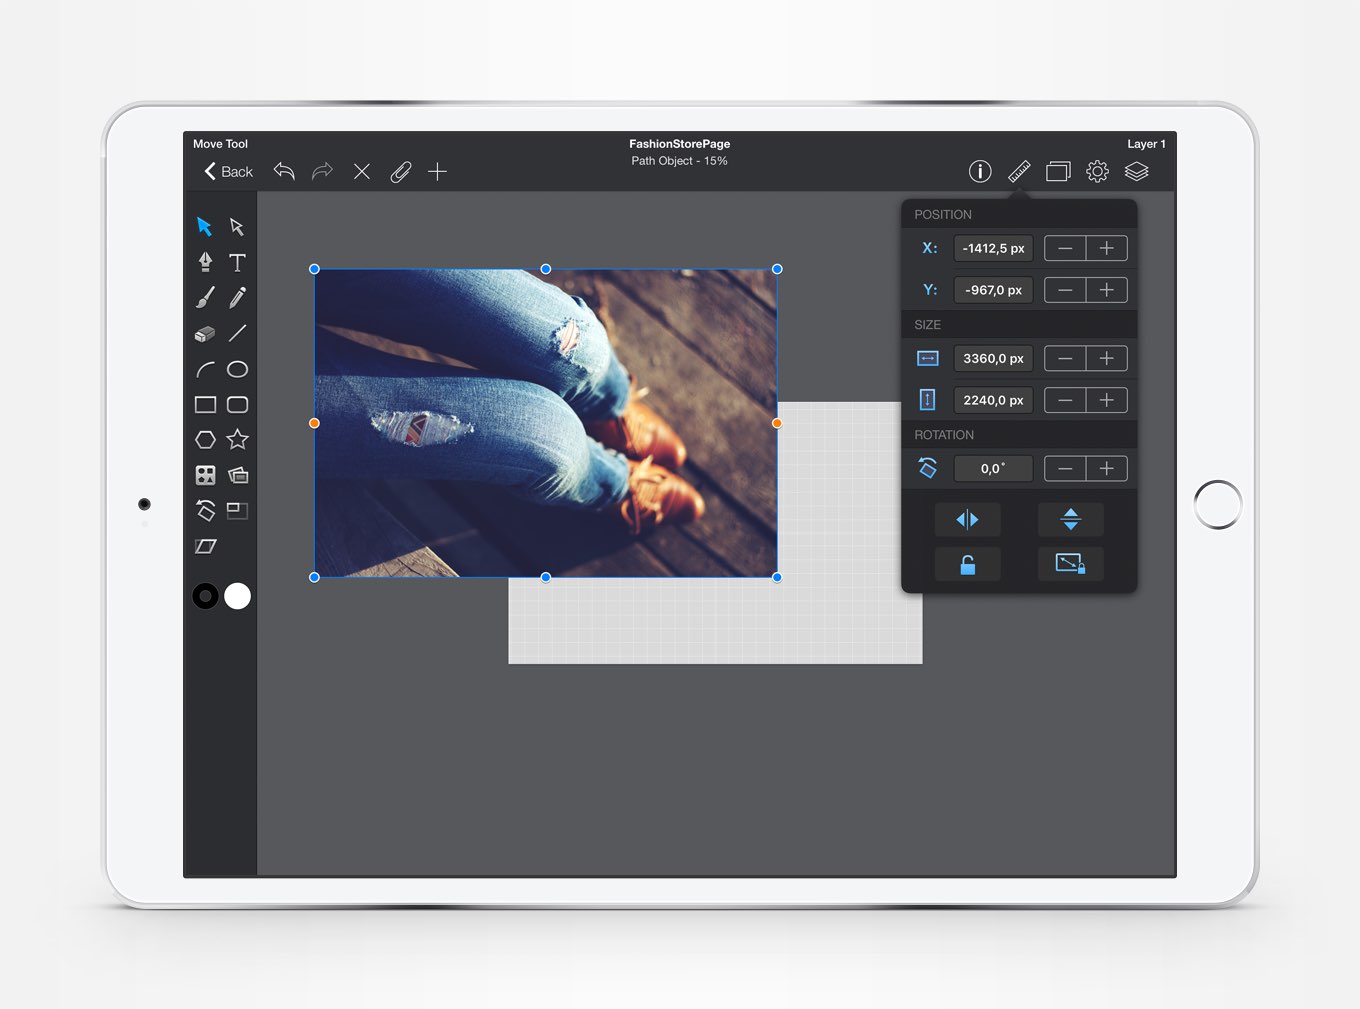 Move Tool
FashionStorePage
Layer 1
Back
Path Object - 15%
POSITION
X: -1412,5 px
Y: -967,0 px
SIZE
3360,0 px
2240,0 px
ROTATION
0,0°